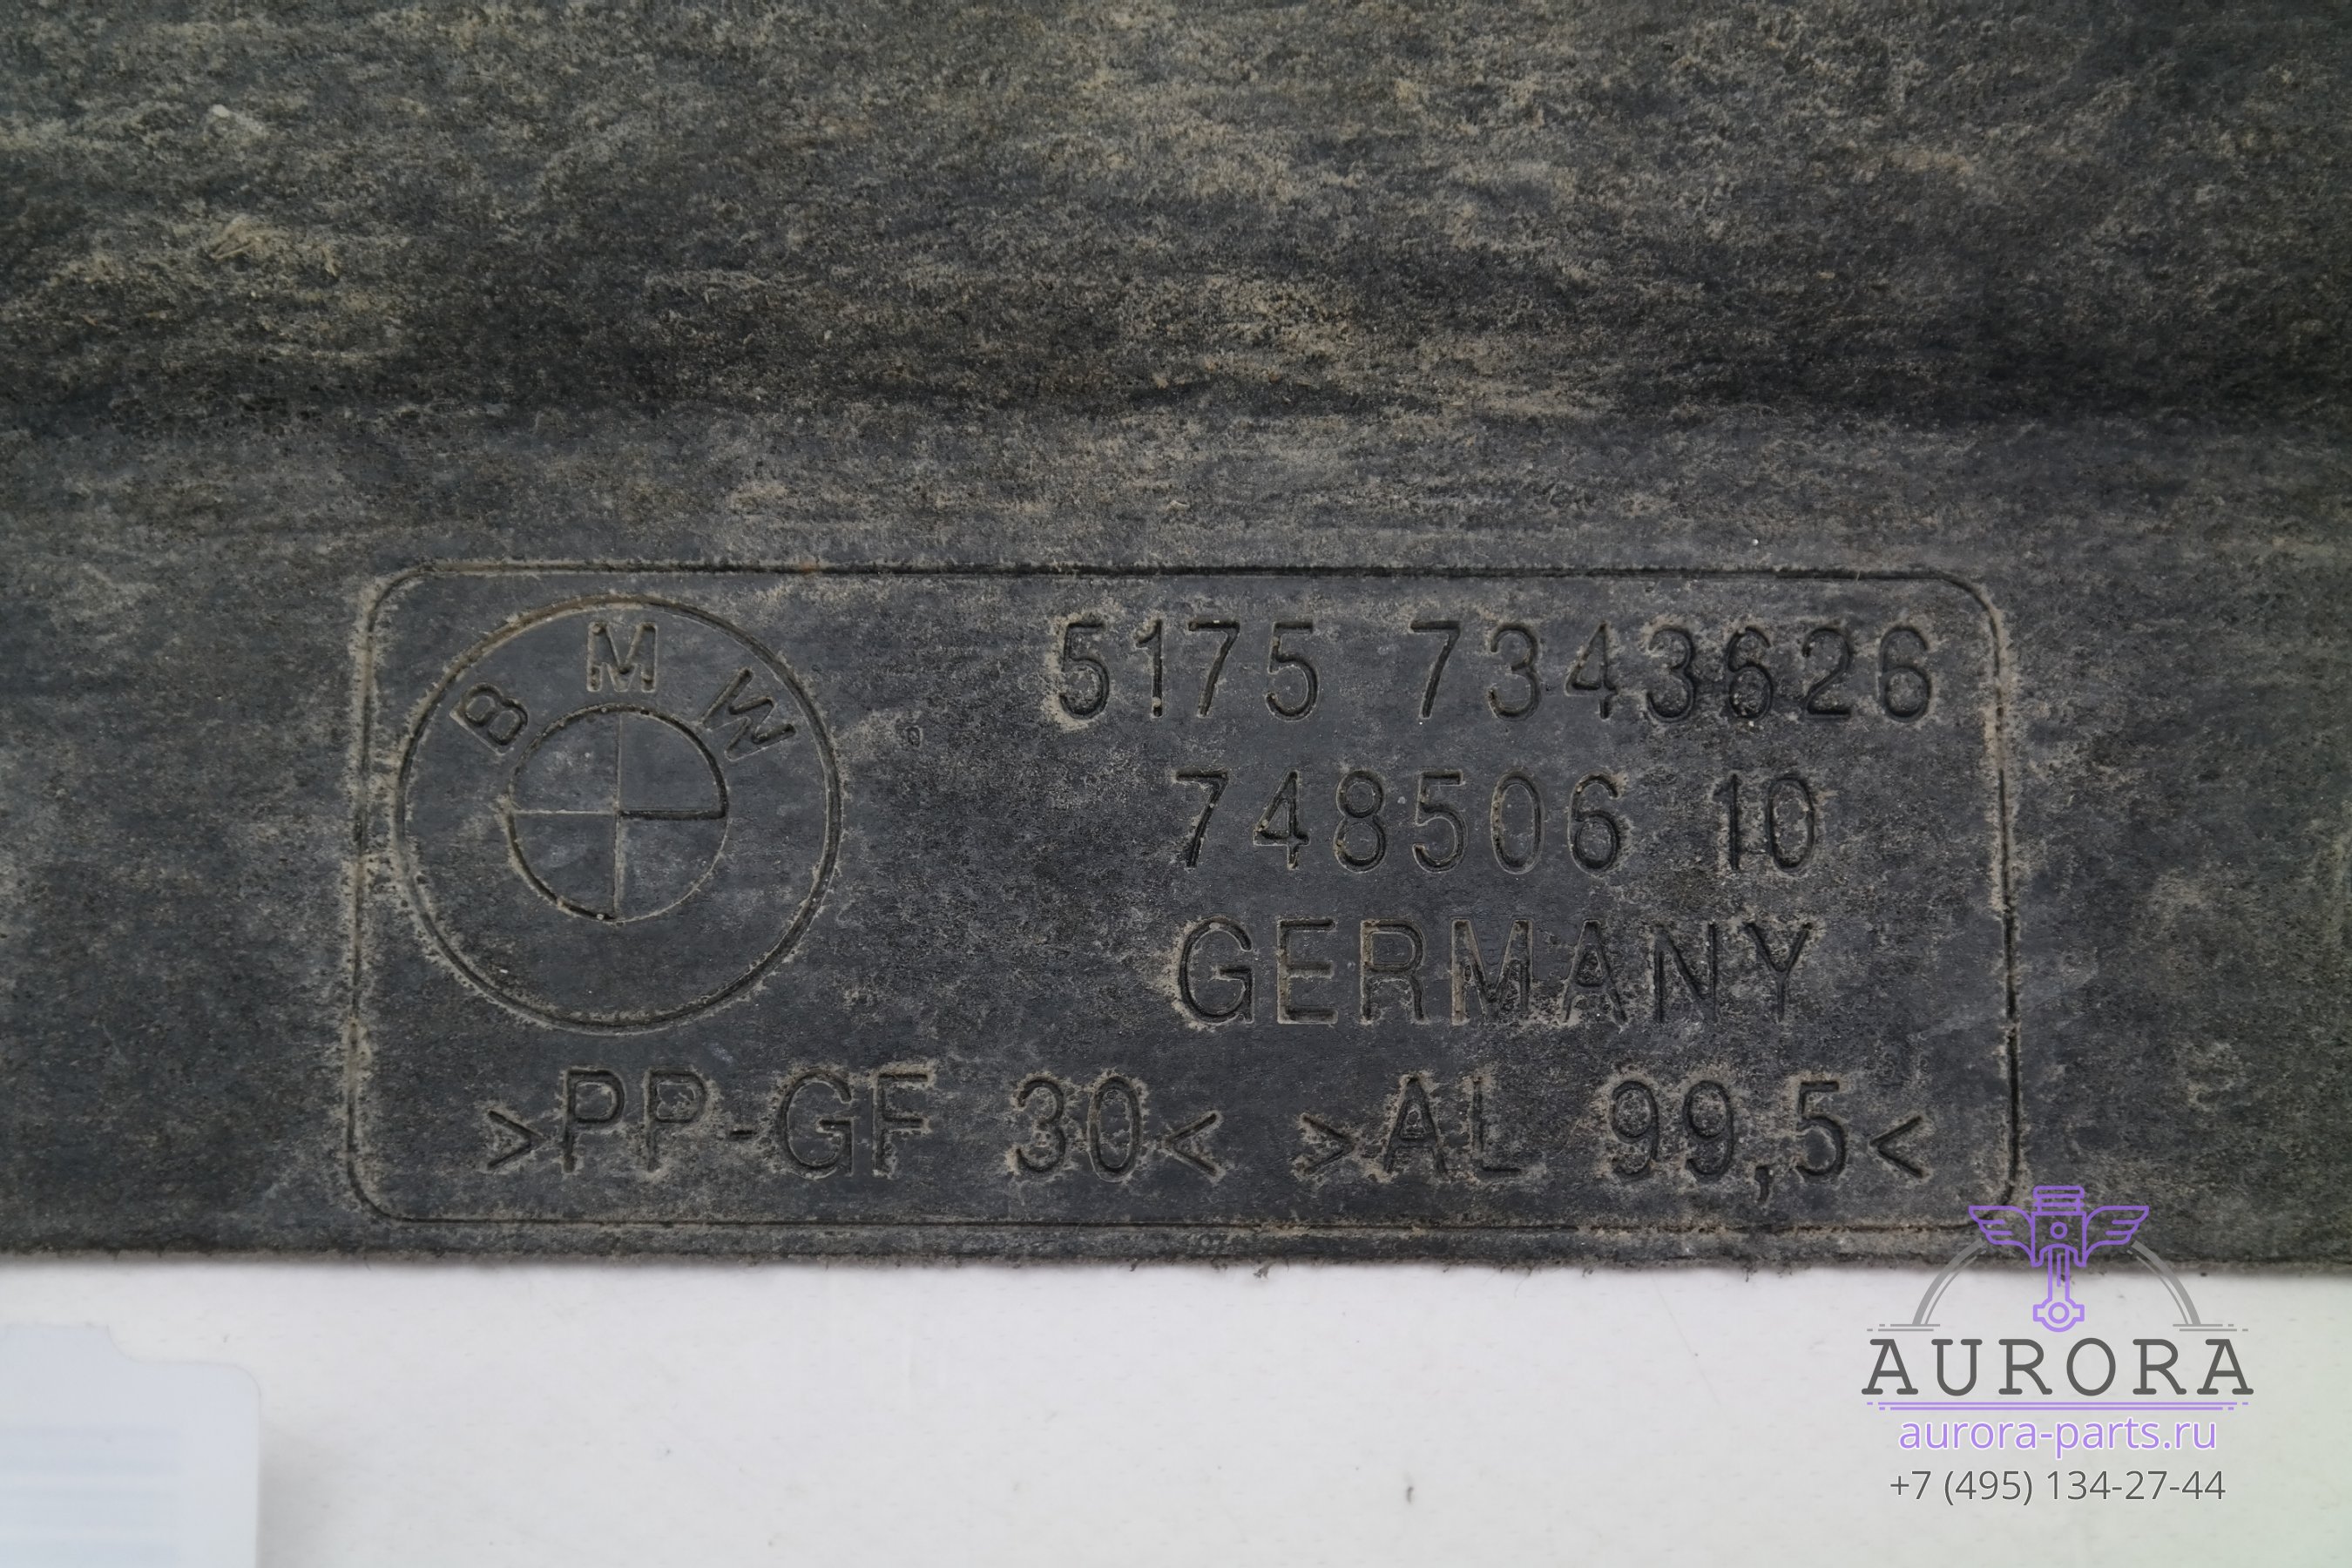 BMW
5175 7343626
748506 10
GERMANY
>PP-GF 30< >AL 99,5<
AURORA
aurora-parts.ru
+7 (495) 134-27-44